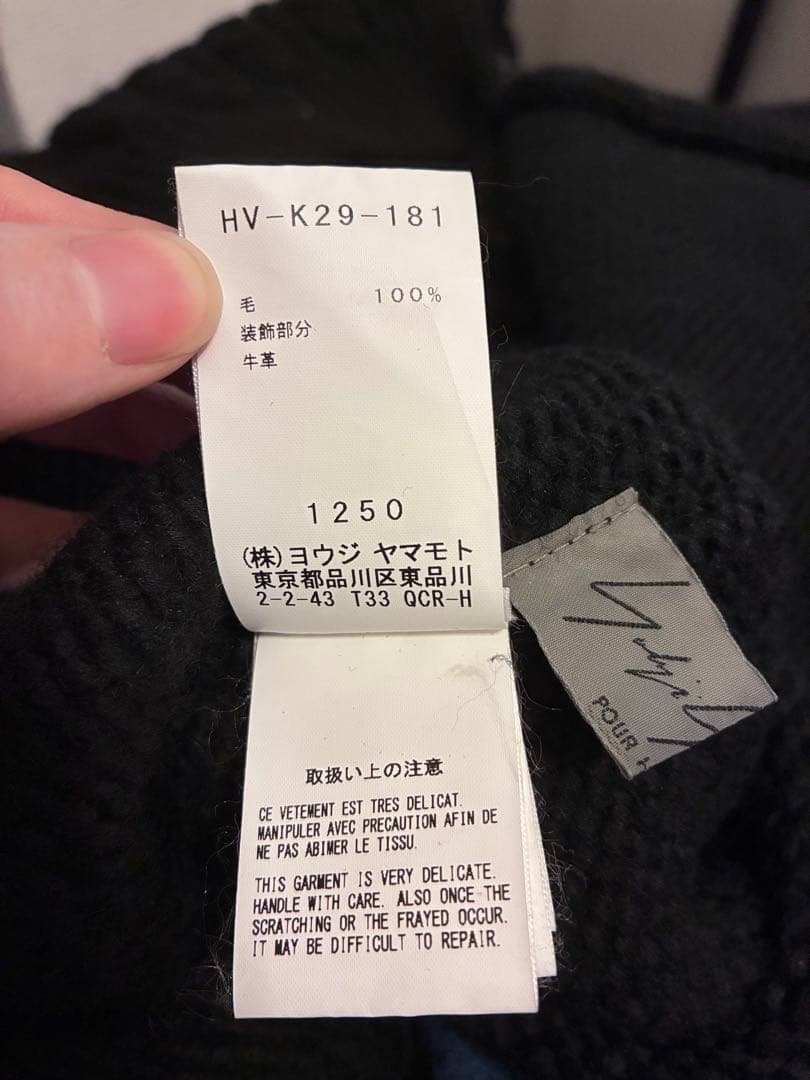 HV-K29-181
毛 100%
装飾部分
牛革
1250
(株)ヨウジ ヤマモト
東京都品川区東品川
2-2-43 T33 QCR-H
取扱い上の注意
CE VETEMENT EST TRES DELICAT.
MANIPULER AVEC PRECAUTION AFIN DE
NE PAS ABIMER LE TISSU.
THIS GARMENT IS VERY DELICATE.
HANDLE WITH CARE. ALSO ONCE THE
SCRATCHING OR THE FRAYED OCCUR.
IT MAY BE DIFFICULT TO REPAIR.
Yohji
POUR